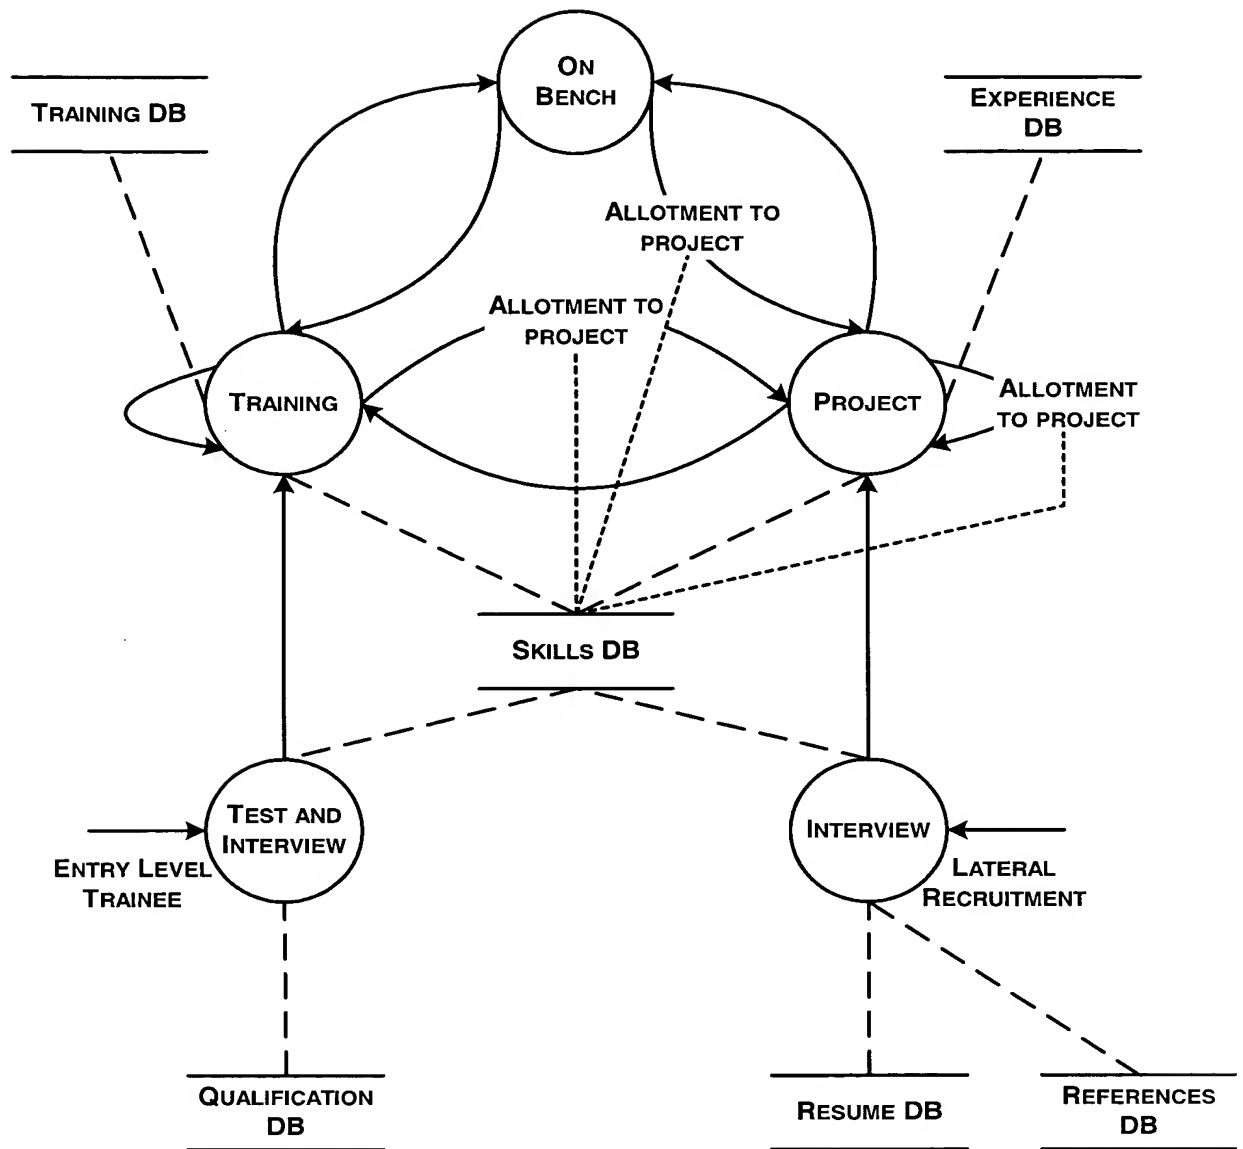 ON
BENCH
TRAINING DB
EXPERIENCE
DB
ALLOTMENT TO
PROJECT
ALLOTMENT TO
PROJECT
TRAINING
PROJECT
ALLOTMENT
TO PROJECT
SKILLS DB
TEST AND
INTERVIEW
INTERVIEW
ENTRY LEVEL
TRAINEE
LATERAL
RECRUITMENT
QUALIFICATION
DB
RESUME DB
REFERENCES
DB